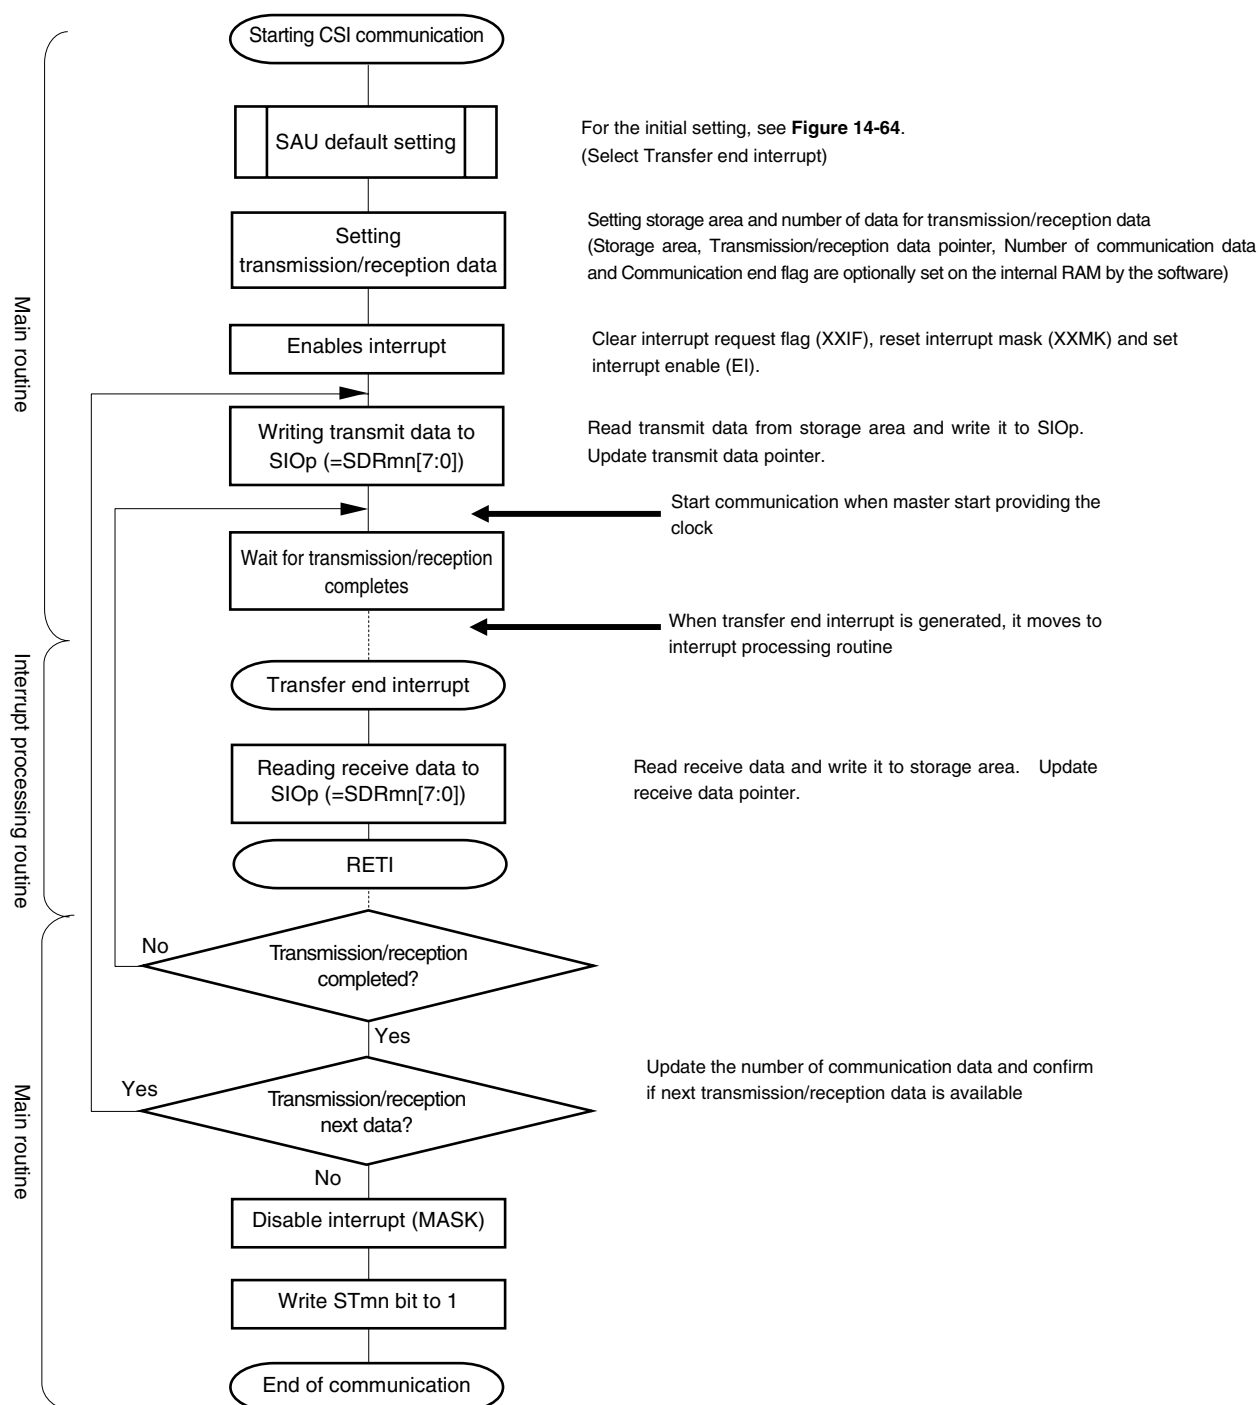 Starting CSI communication
SAU default setting
For the initial setting, see Figure 14-64.
(Select Transfer end interrupt)
Setting
transmission/reception data
Setting storage area and number of data for transmission/reception data
(Storage area, Transmission/reception data pointer, Number of communication data
and Communication end flag are optionally set on the internal RAM by the software)
Main routine
Enables interrupt
Clear interrupt request flag (XXIF), reset interrupt mask (XXMK) and set
interrupt enable (EI).
Writing transmit data to
SIOp (=SDRmn[7:0])
Read transmit data from storage area and write it to SIOp.
Update transmit data pointer.
Start communication when master start providing the
clock
Wait for transmission/reception
completes
When transfer end interrupt is generated, it moves to
interrupt processing routine
Interrupt processing routine
Transfer end interrupt
Reading receive data to
SIOp (=SDRmn[7:0])
Read receive data and write it to storage area. Update
receive data pointer.
RETI
No
Transmission/reception
completed?
Yes
Main routine
Yes
Transmission/reception
next data?
Update the number of communication data and confirm
if next transmission/reception data is available
No
Disable interrupt (MASK)
Write STmn bit to 1
End of communication